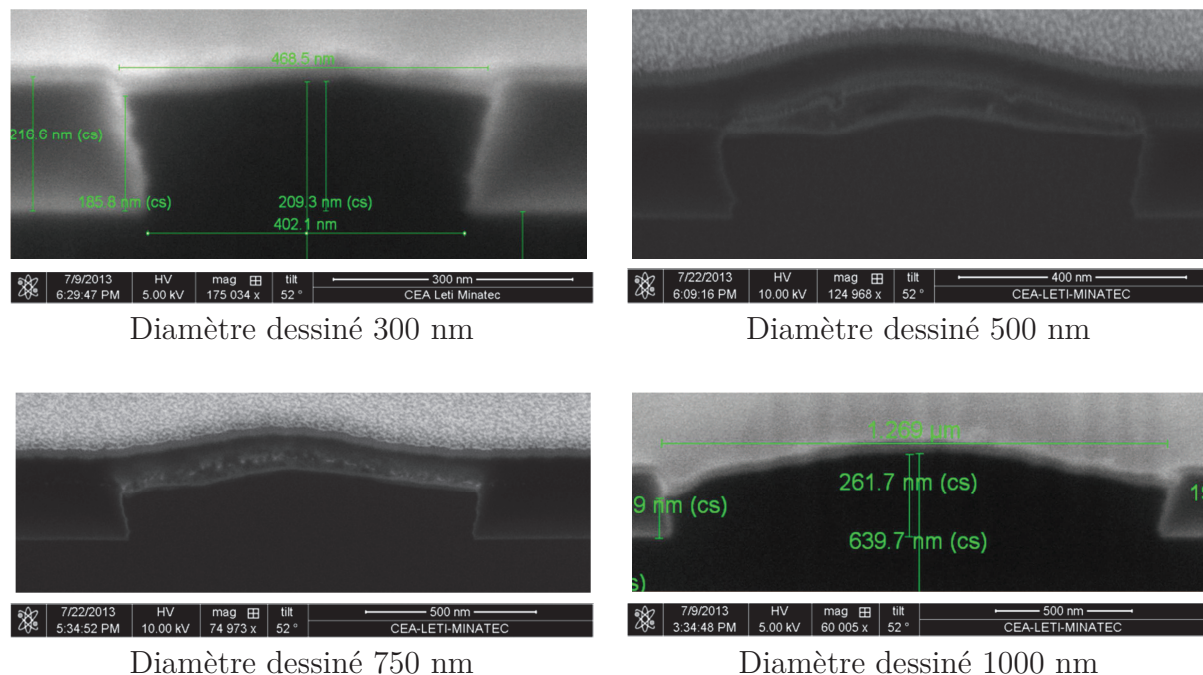 468.5 nm
216.6 nm (cs)
185.8 nm (cs)
209.3 nm (cs)
402.1 nm
7/9/2013 HV mag tilt 300 nm
6:29:47 PM 5.00 kV 175 034 x 52 ° CEA Leti Minatec
Diamètre dessiné 300 nm
7/22/2013 HV mag tilt 400 nm
6:09:16 PM 10.00 kV 124 968 x 52 ° CEA-LETI-MINATEC
Diamètre dessiné 500 nm
7/22/2013 HV mag tilt 500 nm
5:34:52 PM 10.00 kV 74 973 x 52 ° CEA-LETI-MINATEC
Diamètre dessiné 750 nm
1.289 µm
261.7 nm (cs)
9 nm (cs)
19
639.7 nm (cs)
s)
7/9/2013 HV mag tilt 500 nm
3:34:48 PM 5.00 kV 60 005 x 52 ° CEA-LETI-MINATEC
Diamètre dessiné 1000 nm